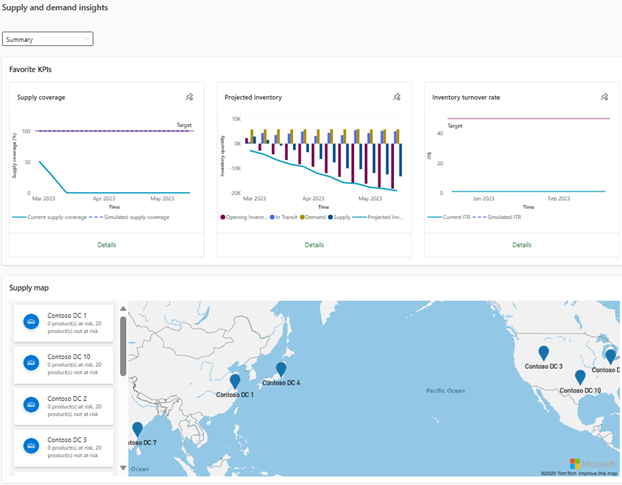 Supply and demand insights
Summary
Favorite KPIs
Supply coverage
Target
100
50
0
Supply coverage (%)
Mar 2023 Apr 2023 May 2023
Time
Current supply coverage Simulated supply coverage
Details
Projected inventory
10K
0K
-10K
-20K
Inventory quantity
Mar 2023 Apr 2023 May 2023
Time
Opening Invent... In Transit Demand Supply Projected Inv...
Details
Inventory turnover rate
Target
40
20
0
ITR
Jan 2023 Feb 2023
Time
Current ITR Simulated ITR
Details
Supply map
Contoso DC 1
0 product(s) at risk, 20
product(s) not at risk
Contoso DC 10
0 product(s) at risk, 20
product(s) not at risk
Contoso DC 2
0 product(s) at risk, 20
product(s) not at risk
Contoso DC 3
0 product(s) at risk, 20
product(s) not at risk
Contoso DC 4
Contoso DC 1
ntoso DC 7
Ocean
Pacific Ocean
Contoso DC 3
Contoso D
Contoso DC 10
Microsoft
©2020 TomTom Improve this map